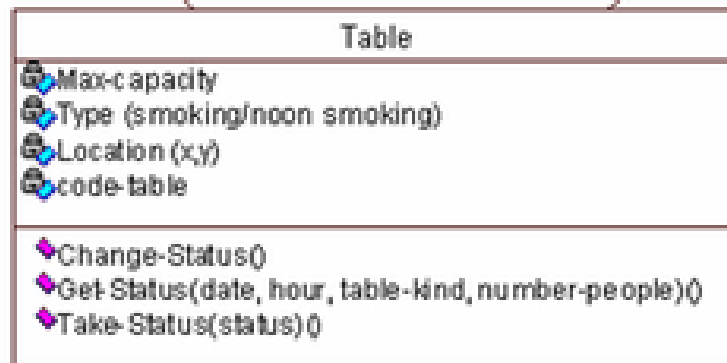 Table
Max-capacity
Type (smoking/noon smoking)
Location (x,y)
code-table
Change-Status()
Get-Status(date, hour, table-kind, number-people)()
Take-Status(status)()